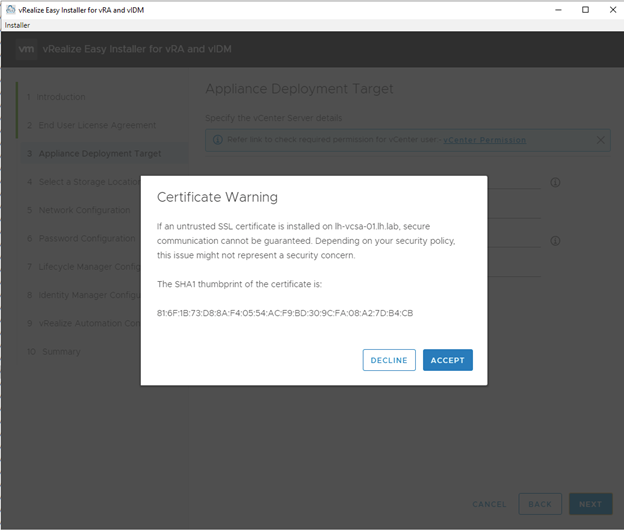 vRealize Easy Installer for vRA and vIDM
Installer
vm vRealize Easy Installer for vRA and vIDM
1 Introduction
2 End User License Agreement
3 Appliance Deployment Target
4 Select a Storage Location
5 Network Configuration
6 Password Configuration
7 Lifecycle Manager Config
8 Identity Manager Configu
9 vRealize Automation Con
10 Summary
Appliance Deployment Target
Specify the vCenter Server details
Refer link to check required permission for vCenter user - vCenter Permission
Certificate Warning
If an untrusted SSL certificate is installed on lh-vcsa-01.lh.lab, secure
communication cannot be guaranteed. Depending on your security policy,
this issue might not represent a security concern.
The SHA1 thumbprint of the certificate is:
81:6F:1B:73:D8:8A:F4:05:54:AC:F9:BD:30:9C:FA:08:A2:7D:B4:CB
DECLINE ACCEPT
CANCEL BACK NEXT